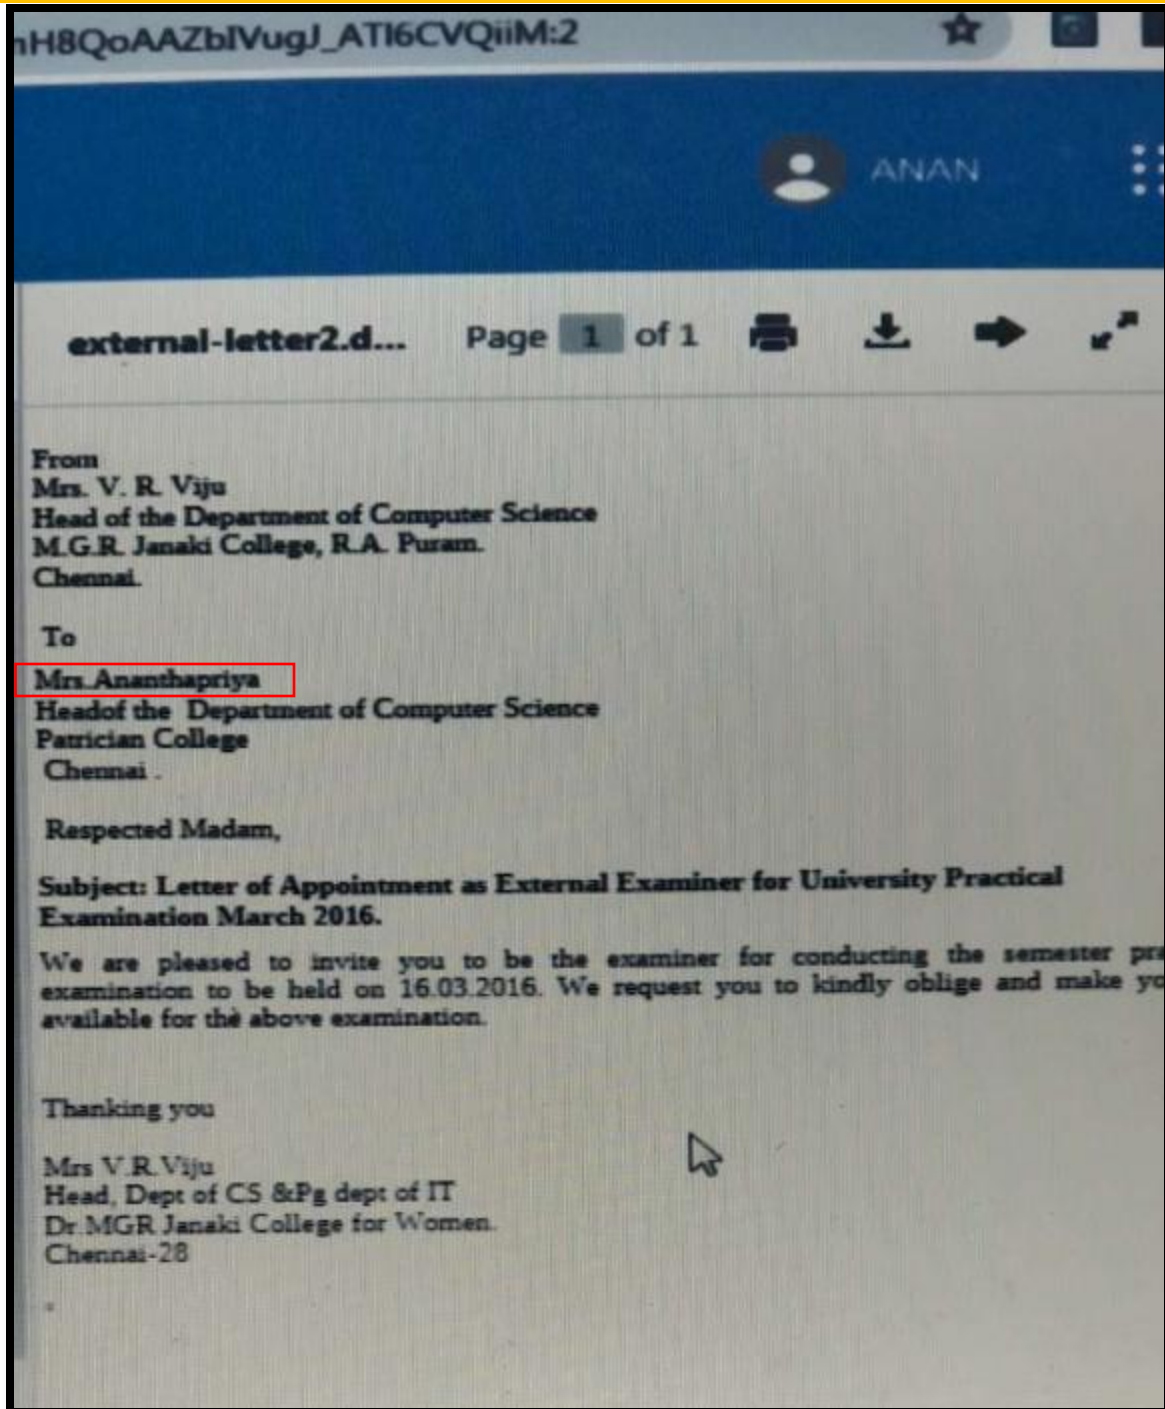 nH8QoAAZblVugJ_ATI6CVQiiM:2
ANAN
external-letter2.d... Page 1 of 1
From
Mrs. V. R. Viju
Head of the Department of Computer Science
M.G.R. Janaki College, R.A. Puram.
Chennai.
To
Mrs.Ananthapriya
Headof the Department of Computer Science
Patrician College
Chennai .
Respected Madam,
Subject: Letter of Appointment as External Examiner for University Practical
Examination March 2016.
We are pleased to invite you to be the examiner for conducting the semester pra
examination to be held on 16.03.2016. We request you to kindly oblige and make yo
available for the above examination.
Thanking you
Mrs V.R.Viju
Head, Dept of CS &Pg dept of IT
Dr.MGR Janaki College for Women.
Chennai-28
.